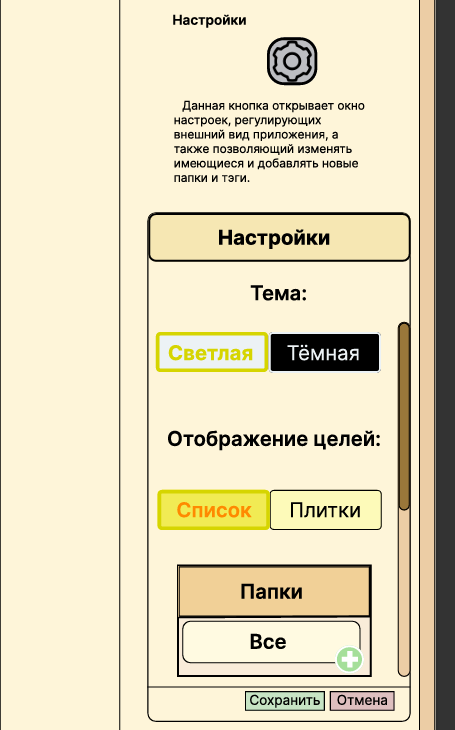 Настройки
Данная кнопка открывает окно
настроек, регулирующих
внешний вид приложения, а
также позволяющий изменять
имеющиеся и добавлять новые
папки и тэги.
Настройки
Тема:
Светлая Тёмная
Отображение целей:
Список Плитки
Папки
Все
Сохранить Отмена